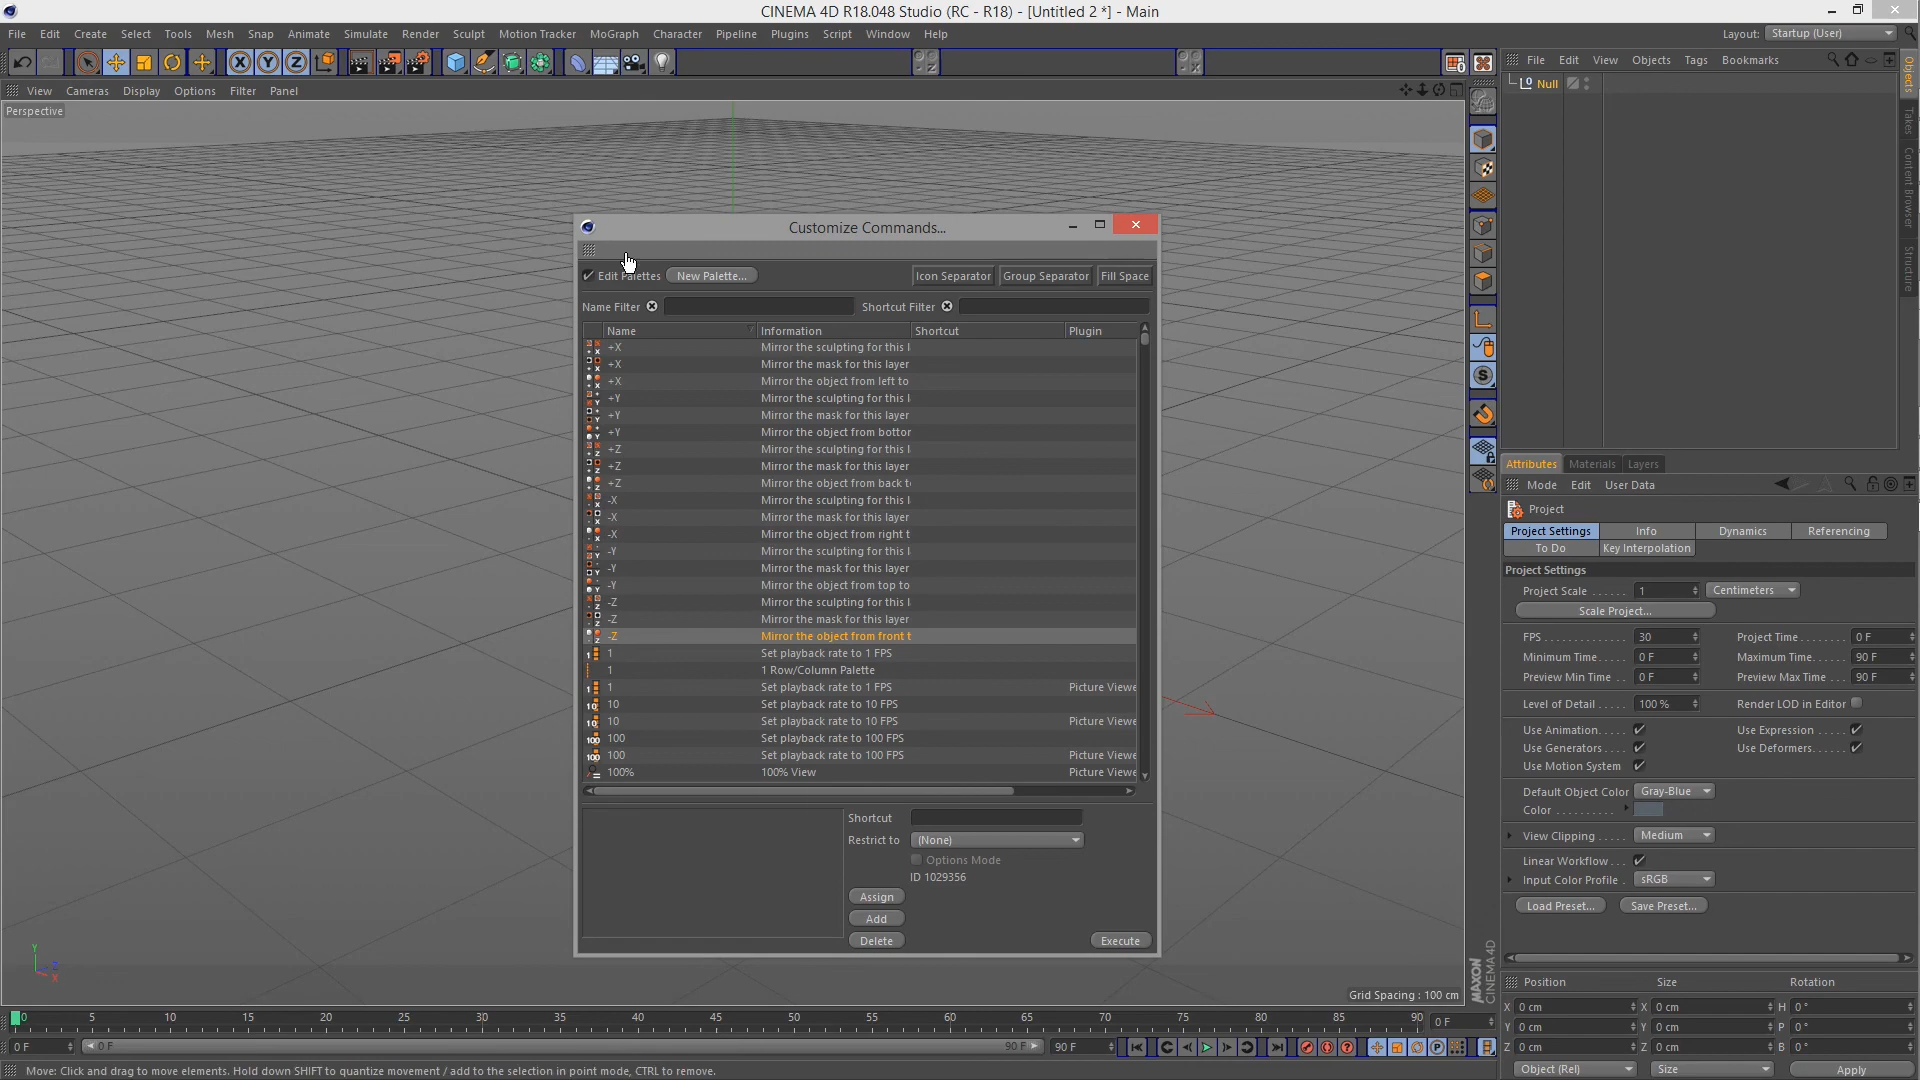 CINEMA 4D R18.048 Studio (RC - R18) - [Untitled 2 *] - Main
File Edit Create Select Tools Mesh Snap Animate Simulate Render Sculpt Motion Tracker MoGraph Character Pipeline Plugins Script Window Help
Layout: Startup (User)
View Cameras Display Options Filter Panel
Perspective
File Edit View Objects Tags Bookmarks
Null
Objects
Takes
Content Browser
Structure
Customize Commands...
Edit Palettes New Palette... Icon Separator Group Separator Fill Space
Name Filter Shortcut Filter
Name Information Shortcut Plugin
+X Mirror the sculpting for this l
+X Mirror the mask for this layer
+X Mirror the object from left to
+Y Mirror the sculpting for this l
+Y Mirror the mask for this layer
+Y Mirror the object from bottor
+Z Mirror the sculpting for this l
+Z Mirror the mask for this layer
+Z Mirror the object from back t
-X Mirror the sculpting for this l
-X Mirror the mask for this layer
-X Mirror the object from right t
-Y Mirror the sculpting for this l
-Y Mirror the mask for this layer
-Y Mirror the object from top to
-Z Mirror the sculpting for this l
-Z Mirror the mask for this layer
-Z Mirror the object from front t
1 Set playback rate to 1 FPS
1 1 Row/Column Palette
1 Set playback rate to 1 FPS Picture Viewe
10 Set playback rate to 10 FPS
10 Set playback rate to 10 FPS Picture Viewe
100 Set playback rate to 100 FPS
100 Set playback rate to 100 FPS Picture Viewe
100% 100% View Picture Viewe
Shortcut
Restrict to (None)
Options Mode
ID 1029356
Assign
Add
Delete Execute
Attributes Materials Layers
Mode Edit User Data
Project
Project Settings Info Dynamics Referencing
To Do Key Interpolation
Project Settings
Project Scale ...... 1 Centimeters
Scale Project...
FPS 30 Project Time 0 F
Minimum Time 0 F Maximum Time 90 F
Preview Min Time 0 F Preview Max Time 90 F
Level of Detail 100 % Render LOD in Editor
Use Animation Use Expression
Use Generators Use Deformers
Use Motion System
Default Object Color Gray-Blue
Color
View Clipping Medium
Linear Workflow
Input Color Profile sRGB
Load Preset... Save Preset...
MAXON CINEMA 4D
Y Z X
Grid Spacing : 100 cm
0 5 10 15 20 25 30 35 40 45 50 55 60 65 70 75 80 85 90 0 F
0 F 0 F 90 F 90 F
Position Size Rotation
X 0 cm X 0 cm H 0 °
Y 0 cm Y 0 cm P 0 °
Z 0 cm Z 0 cm B 0 °
Object (Rel) Size Apply
Move: Click and drag to move elements. Hold down SHIFT to quantize movement / add to the selection in point mode, CTRL to remove.